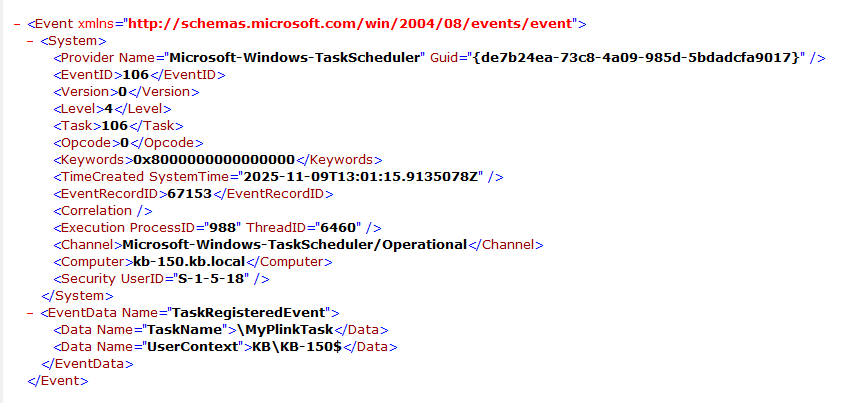 - <Event xmlns="http://schemas.microsoft.com/win/2004/08/events/event">
- <System>
<Provider Name="Microsoft-Windows-TaskScheduler" Guid="{de7b24ea-73c8-4a09-985d-5bdadcfa9017}" />
<EventID>106</EventID>
<Version>0</Version>
<Level>4</Level>
<Task>106</Task>
<Opcode>0</Opcode>
<Keywords>0x8000000000000000</Keywords>
<TimeCreated SystemTime="2025-11-09T13:01:15.9135078Z" />
<EventRecordID>67153</EventRecordID>
<Correlation />
<Execution ProcessID="988" ThreadID="6460" />
<Channel>Microsoft-Windows-TaskScheduler/Operational</Channel>
<Computer>kb-150.kb.local</Computer>
<Security UserID="S-1-5-18" />
</System>
- <EventData Name="TaskRegisteredEvent">
<Data Name="TaskName">\MyPlinkTask</Data>
<Data Name="UserContext">KB\KB-150$</Data>
</EventData>
</Event>